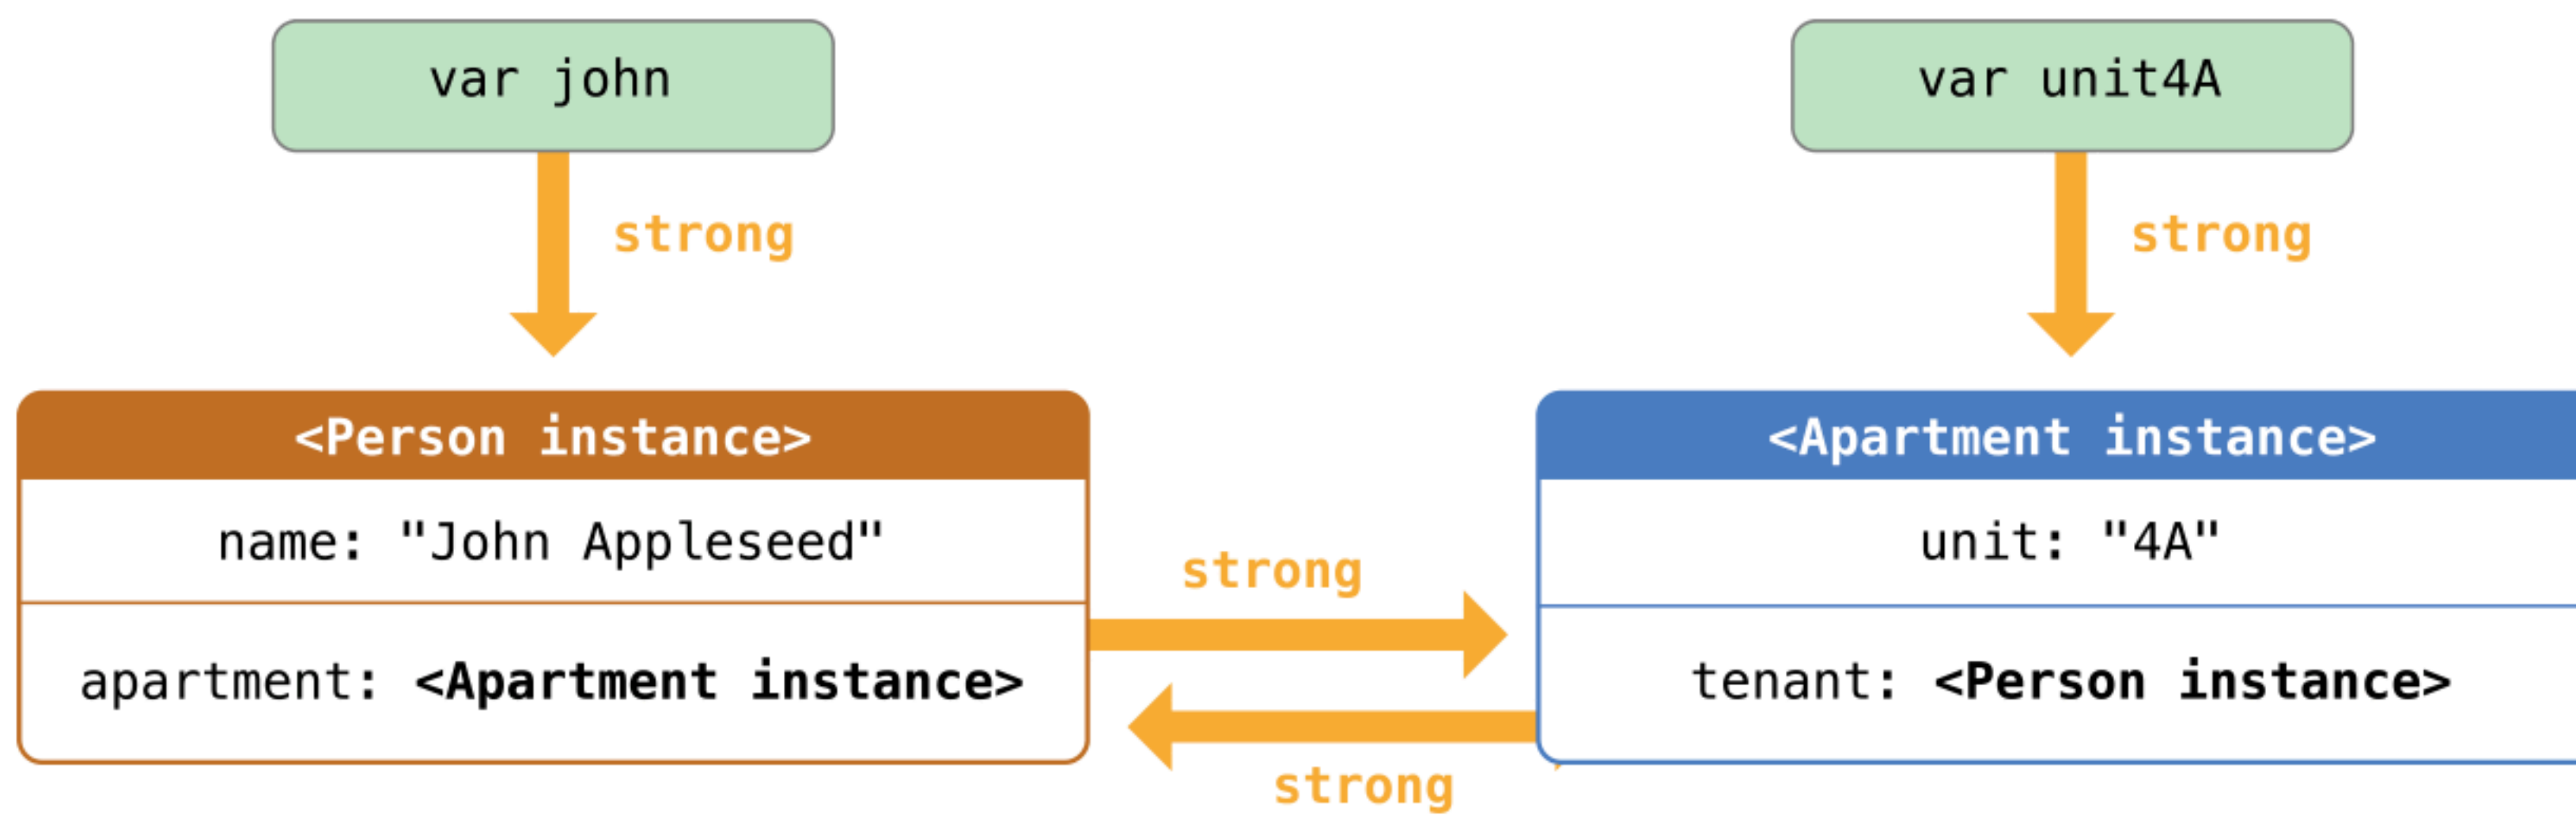 var john
var unit4A
strong
strong
<Person instance>
<Apartment instance>
name: "John Appleseed"
unit: "4A"
strong
apartment: <Apartment instance>
tenant: <Person instance>
strong